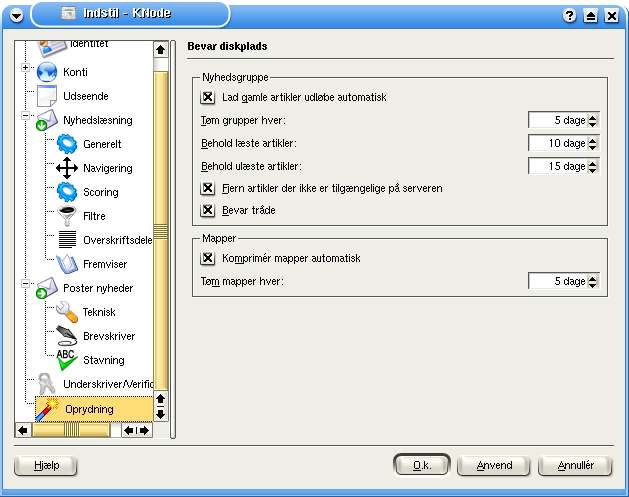 Indstil - KNode
Identitet
Konti
Udseende
Nyhedslæsning
Generelt
Navigering
Scoring
Filtre
Overskriftsdele
Fremviser
Poster nyheder
Teknisk
Brevskriver
ABC
Stavning
Underskriver/Verific
Oprydning
Bevar diskplads
Nyhedsgruppe
Lad gamle artikler udløbe automatisk
Tøm grupper hver: 5 dage
Behold læste artikler: 10 dage
Behold ulæste artikler: 15 dage
Fjern artikler der ikke er tilgængelige på serveren
Bevar tråde
Mapper
Komprimér mapper automatisk
Tøm mapper hver: 5 dage
Hjælp
O.k.
Anvend
Annullér